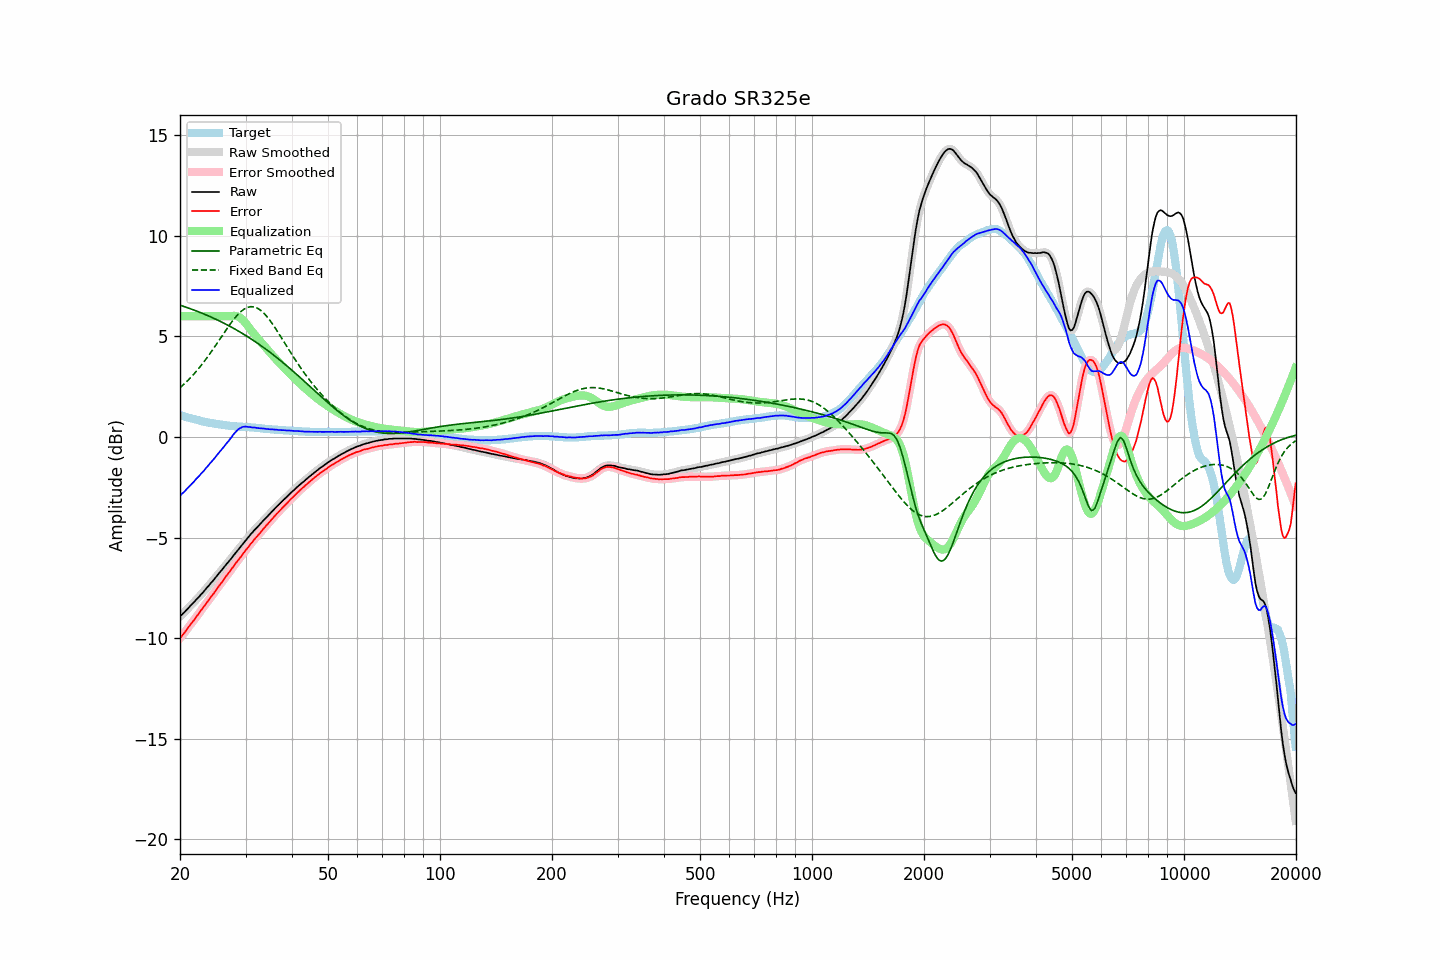 Grado SR325e
Target
Raw Smoothed
Error Smoothed
Raw
Error
Equalization
Parametric Eq
Fixed Band Eq
Equalized
15
10
5
0
−5
−10
−15
−20
Amplitude (dBr)
20 50 100 200 500 1000 2000 5000 10000 20000
Frequency (Hz)